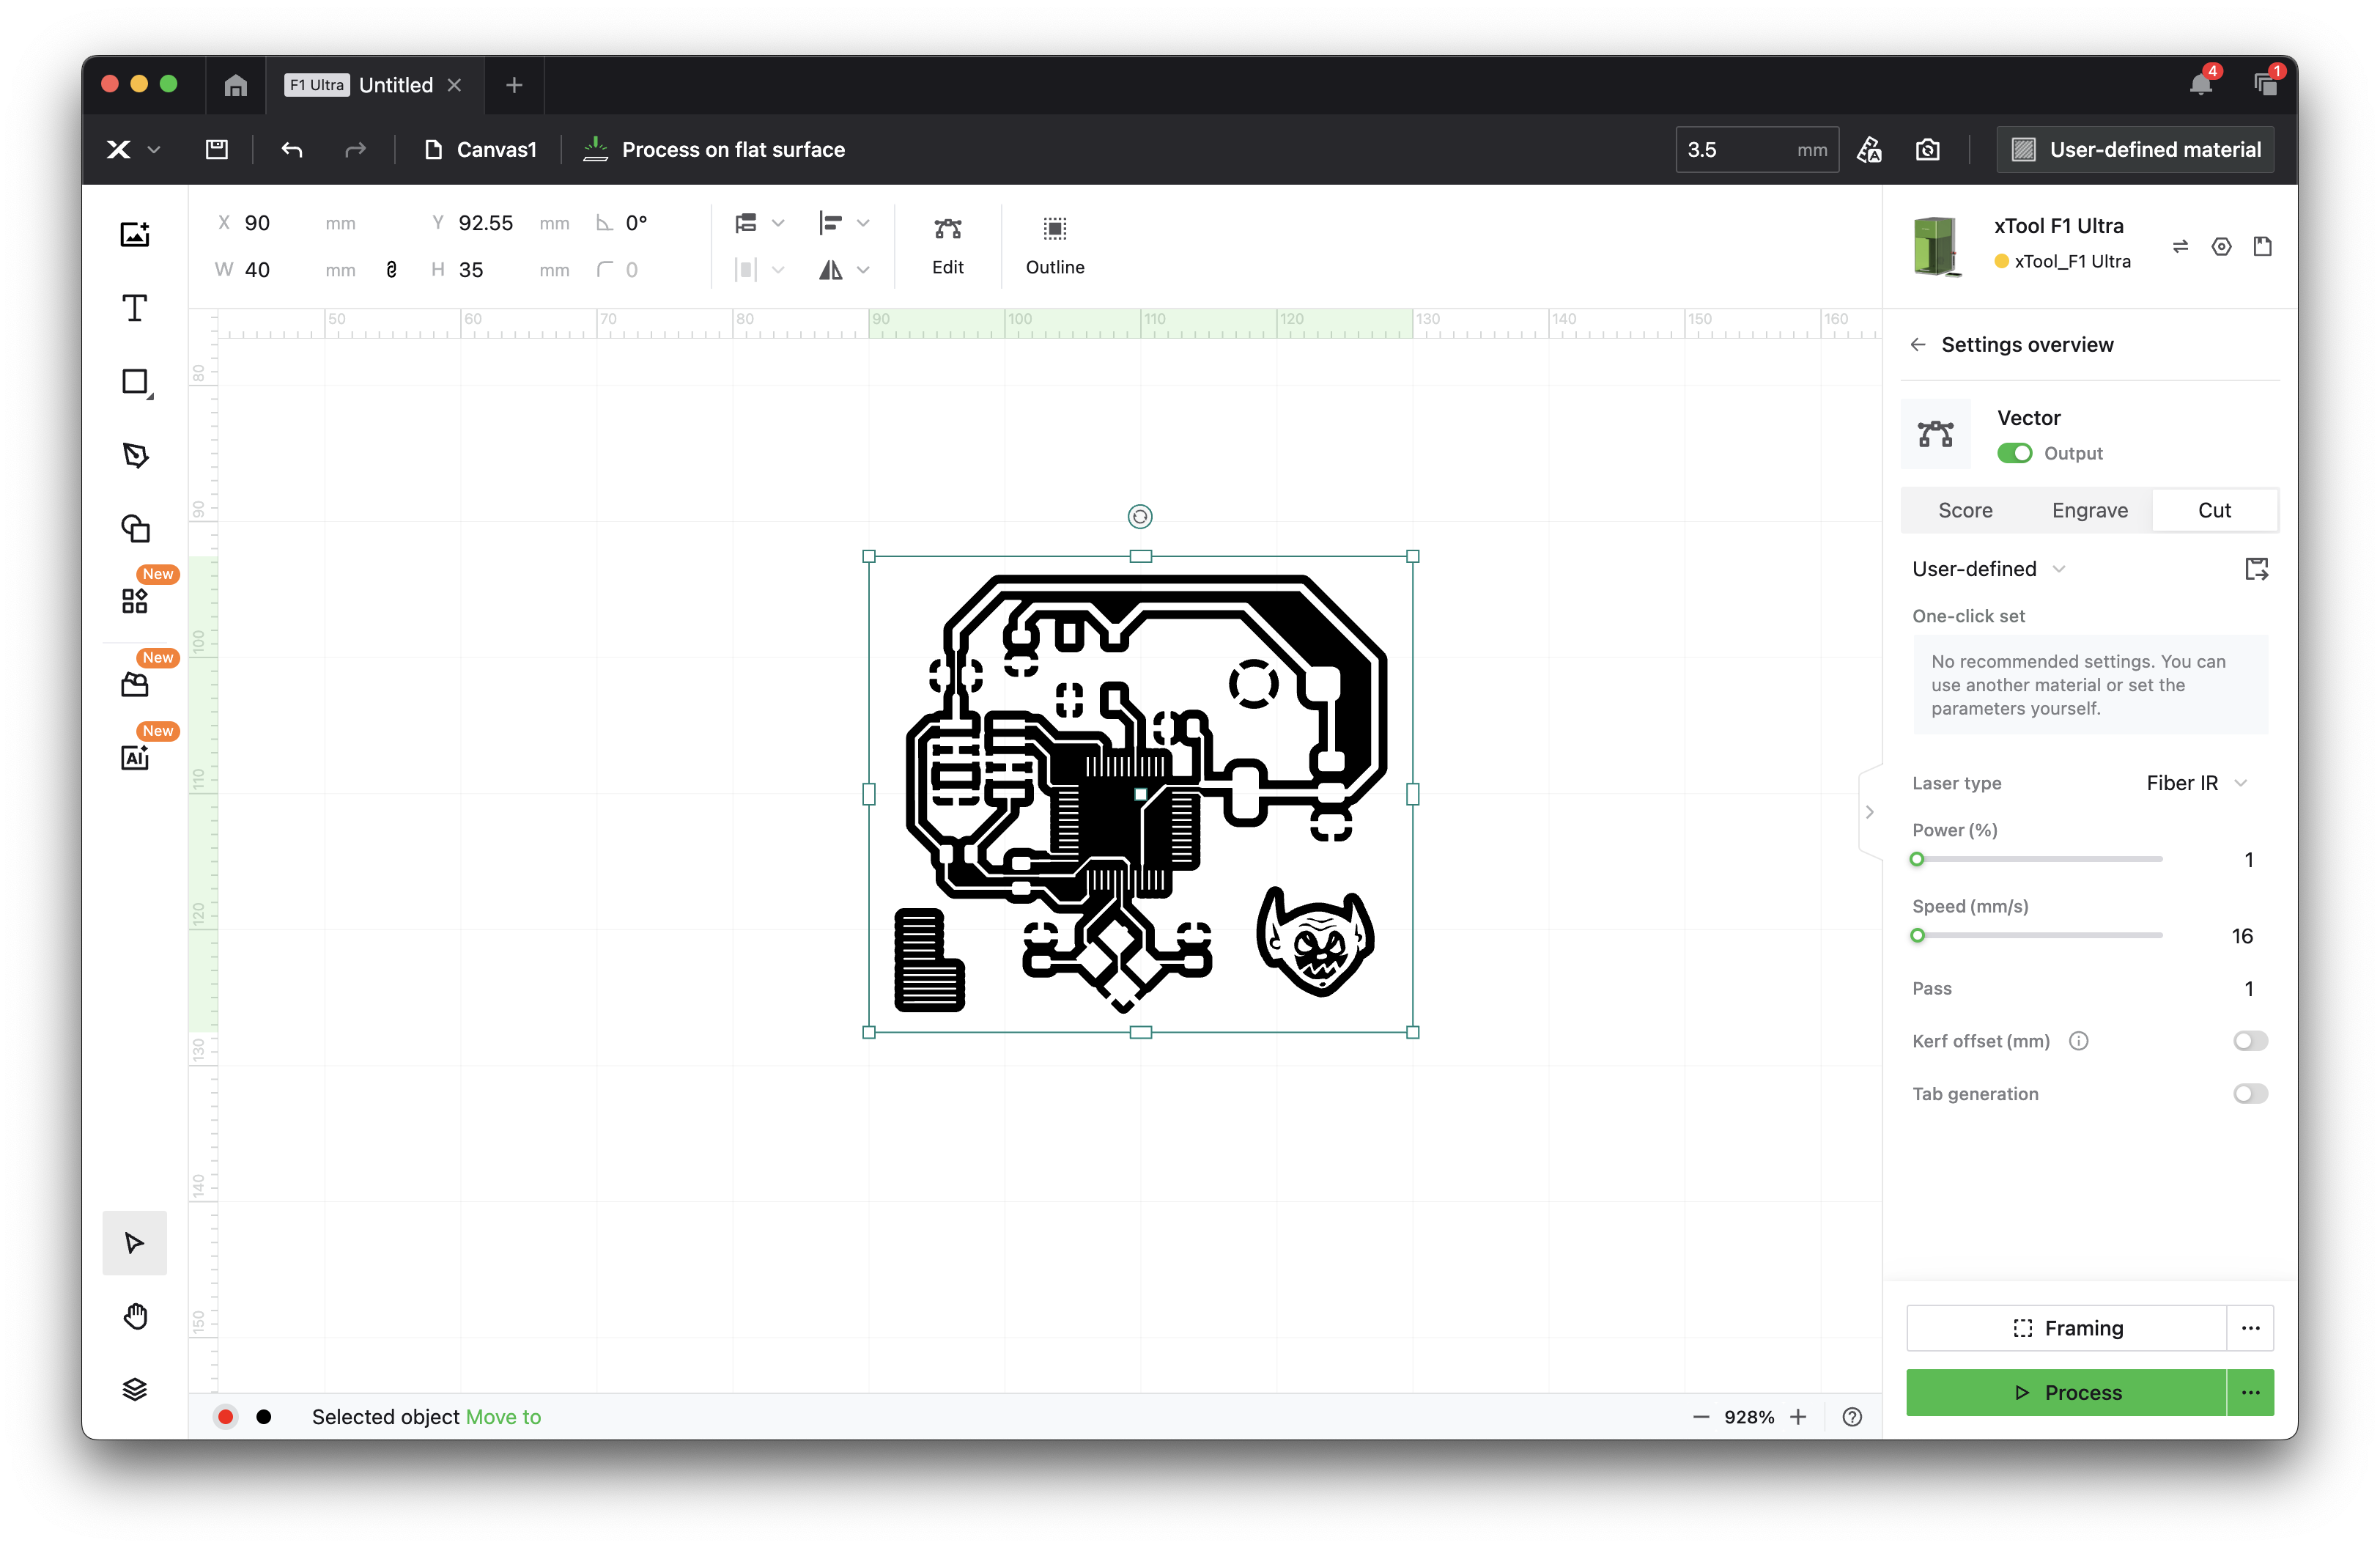 F1 Ultra Untitled
4
1
Canvas1
Process on flat surface
3.5 mm
User-defined material
X 90 mm Y 92.55 mm 0°
W 40 mm H 35 mm 0
Edit
Outline
xTool F1 Ultra
xTool_F1 Ultra
50 60 70 80 90 100 110 120 130 140 150 160
80
90
100
110
120
130
140
150
New
New
New
AI
Settings overview
Vector
Output
Score Engrave Cut
User-defined
One-click set
No recommended settings. You can
use another material or set the
parameters yourself.
Laser type Fiber IR
Power (%)
1
Speed (mm/s)
16
Pass 1
Kerf offset (mm)
Tab generation
Framing
Process
Selected object Move to
928%